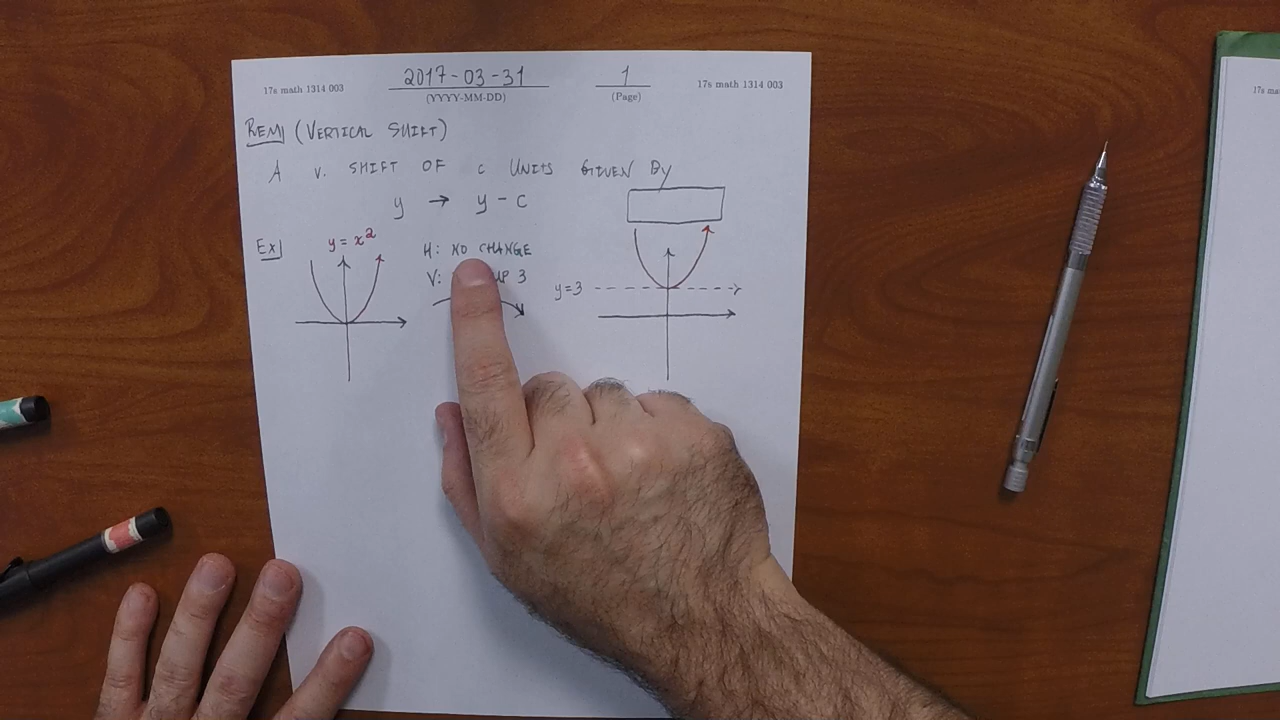 17s math 1314 003 2017-03-31 1 17s math 1314 003
(YYYY-MM-DD) (Page)
REM) (VERTICAL SHIFT)
A V. SHIFT OF c UNITS GIVEN BY
y → y - c
Ex) y = x² H: NO CHANGE
V: UP 3 y=3
17s